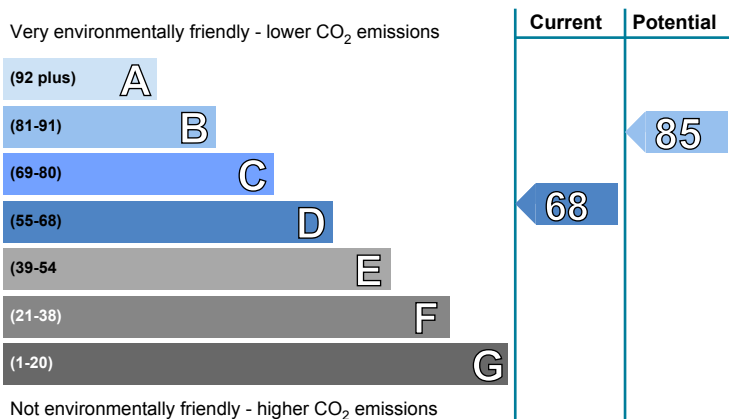 Current Potential
Very environmentally friendly - lower CO₂ emissions
(92 plus) A
(81-91) B
85
(69-80) C
68
(55-68) D
(39-54 E
(21-38) F
(1-20) G
Not environmentally friendly - higher CO₂ emissions